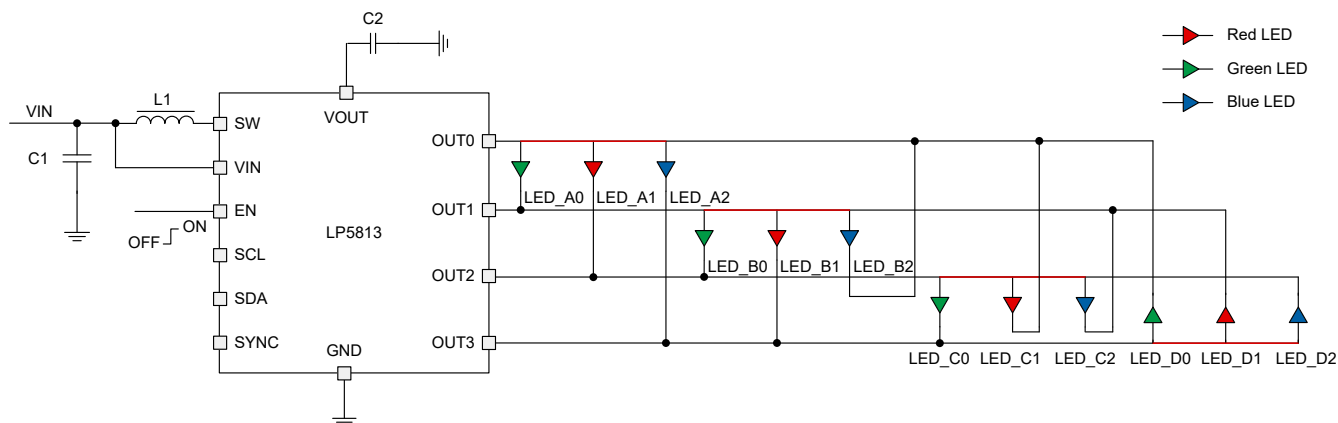 C2
Red LED
Green LED
Blue LED
VIN
L1
SW
VOUT
C1
VIN
OUT0
LED_A0
LED_A1
LED_A2
EN
OUT1
OFF
ON
LP5813
SCL
OUT2
LED_B0
LED_B1
LED_B2
SDA
SYNC
GND
OUT3
LED_C0
LED_C1
LED_C2
LED_D0
LED_D1
LED_D2